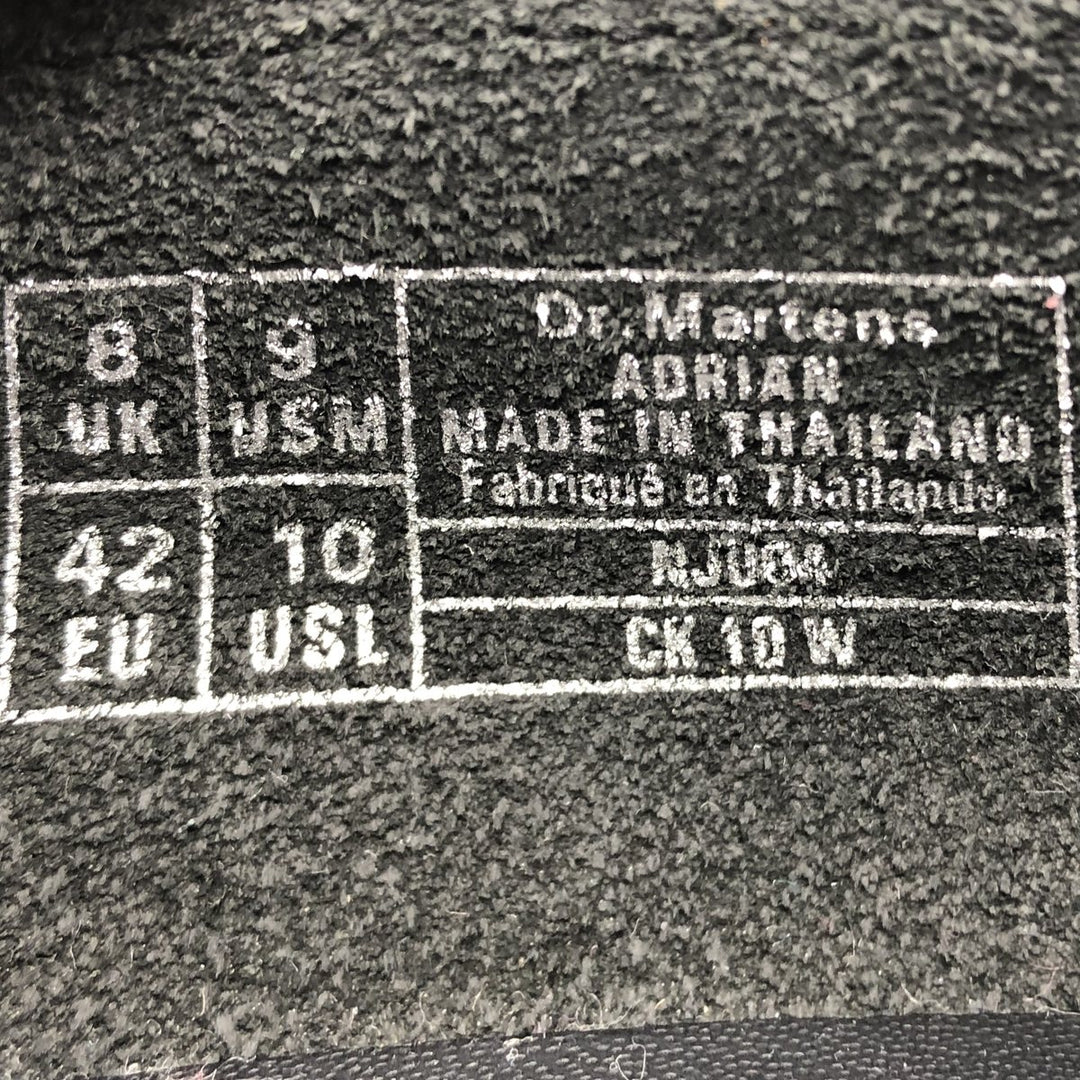 8
UK
9
USM
42
EU
10
USL
Dr. Martens
ADRIAN
MADE IN THAILAND
Fabriqué en Thaïlande
CK 10 W